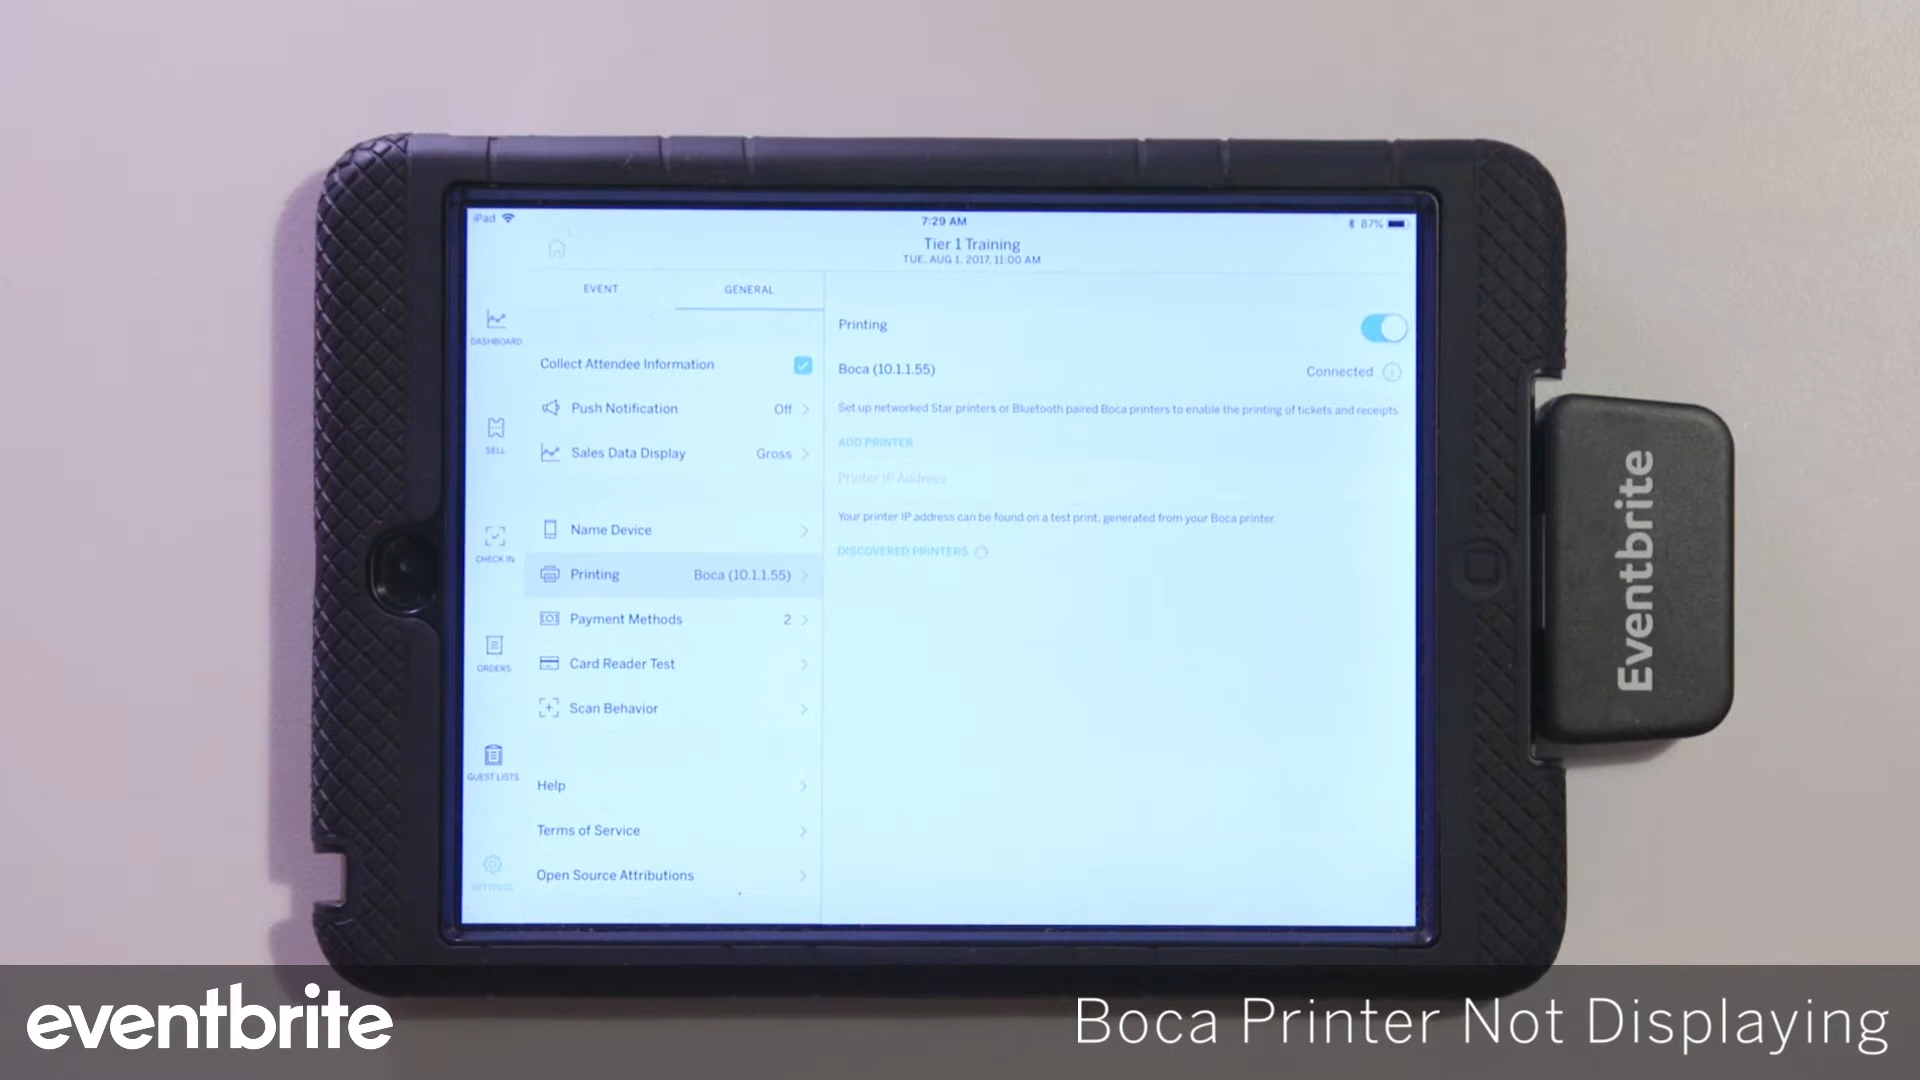 iPad
7:29 AM
87%
Tier 1 Training
TUE, AUG 1, 2017, 11:00 AM
EVENT
GENERAL
DASHBOARD
SELL
CHECK IN
ORDERS
GUEST LISTS
SETTINGS
Collect Attendee Information
Push Notification Off
Sales Data Display Gross
Name Device
Printing Boca (10.1.1.55)
Payment Methods 2
Card Reader Test
Scan Behavior
Help
Terms of Service
Open Source Attributions
Printing
Boca (10.1.1.55) Connected
Set up networked Star printers or Bluetooth paired Boca printers to enable the printing of tickets and receipts.
ADD PRINTER
Printer IP Address
Your printer IP address can be found on a test print, generated from your Boca printer.
DISCOVERED PRINTERS
Eventbrite
eventbrite
Boca Printer Not Displaying